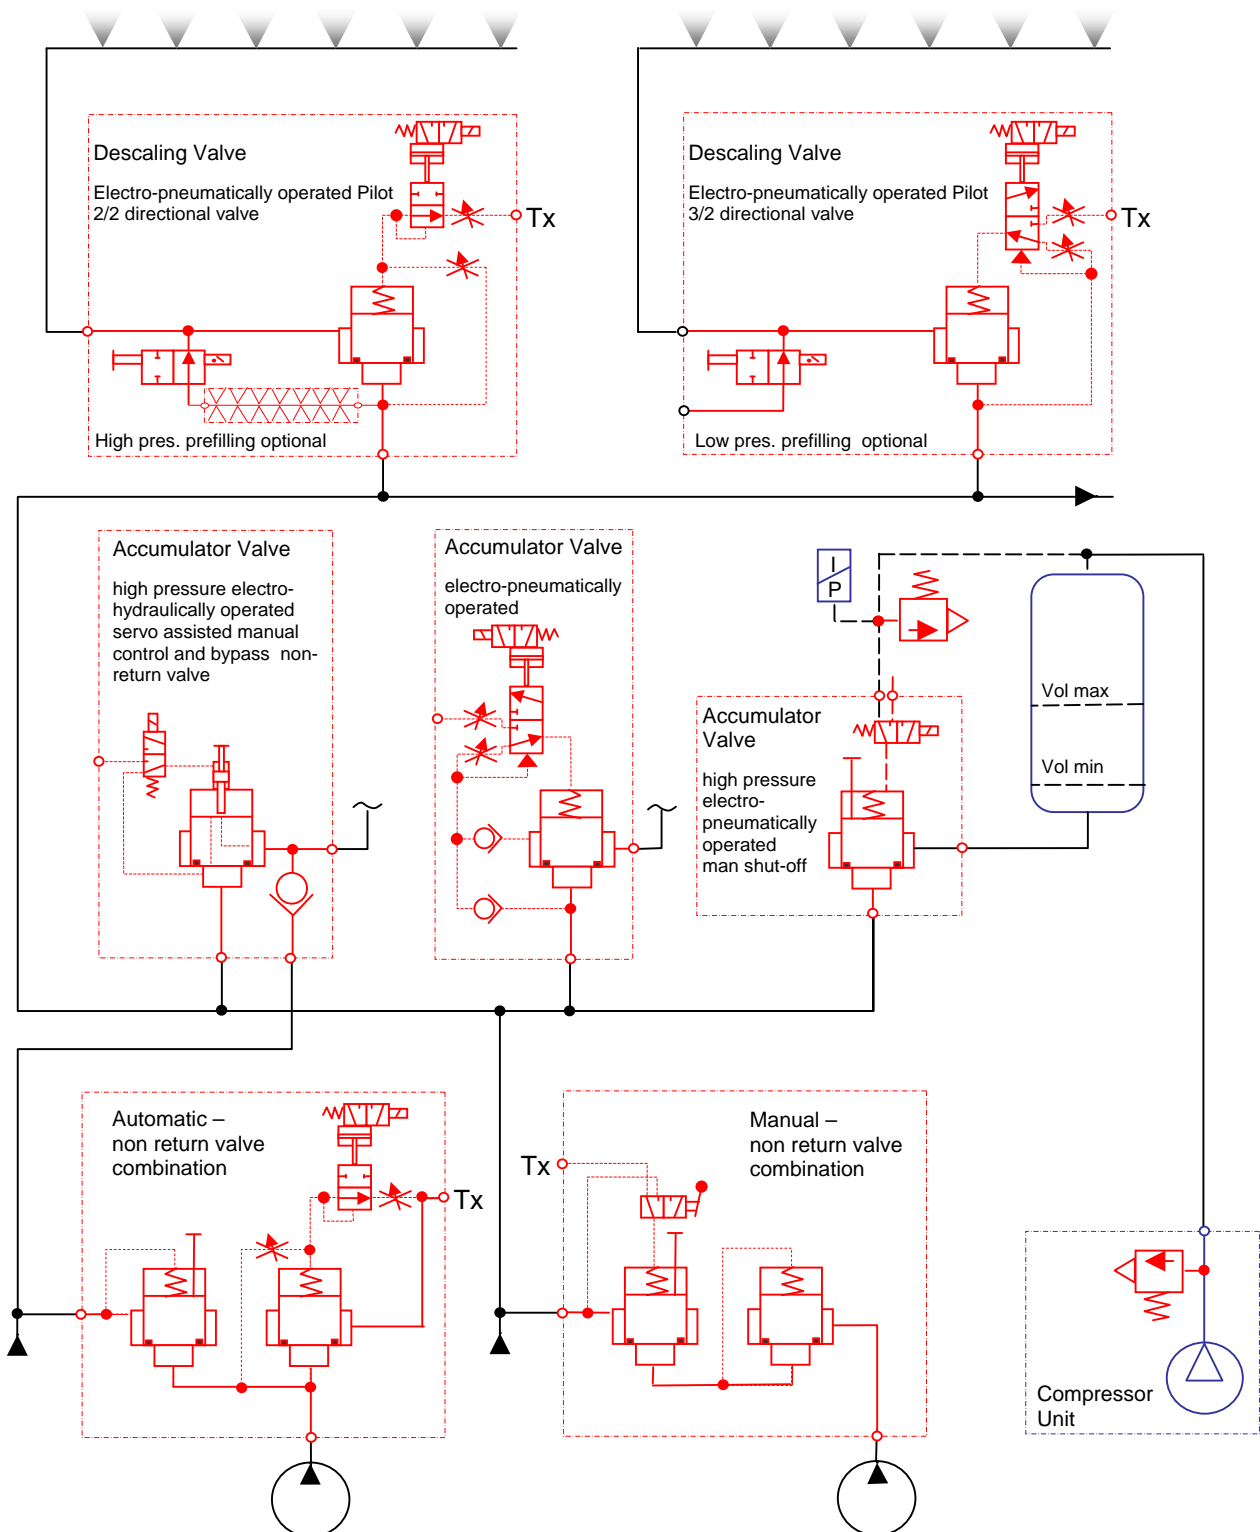 Descaling Valve
Electro-pneumatically operated Pilot
2/2 directional valve
Tx
High pres. prefilling optional
Descaling Valve
Electro-pneumatically operated Pilot
3/2 directional valve
Tx
Low pres. prefilling optional
Accumulator Valve
high pressure electro-
hydraulically operated
servo assisted manual
control and bypass non-
return valve
Accumulator Valve
electro-pneumatically
operated
I
P
Accumulator
Valve
high pressure
electro-
pneumatically
operated
man shut-off
Vol max
Vol min
Automatic –
non return valve
combination
Tx
Manual –
non return valve
combination
Tx
Compressor
Unit